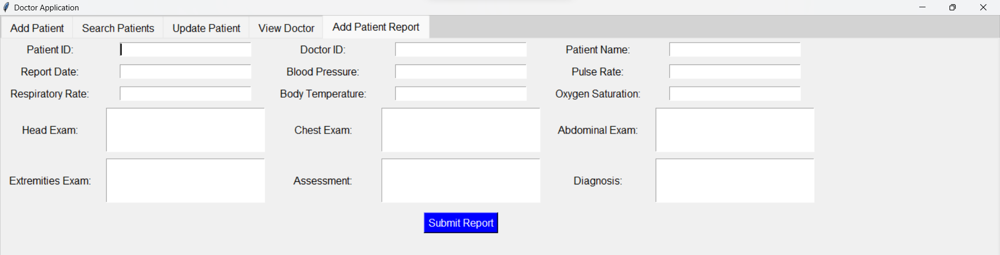 Doctor Application
Add Patient Search Patients Update Patient View Doctor Add Patient Report
Patient ID: Doctor ID: Patient Name:
Report Date: Blood Pressure: Pulse Rate:
Respiratory Rate: Body Temperature: Oxygen Saturation:
Head Exam: Chest Exam: Abdominal Exam:
Extremities Exam: Assessment: Diagnosis:
Submit Report